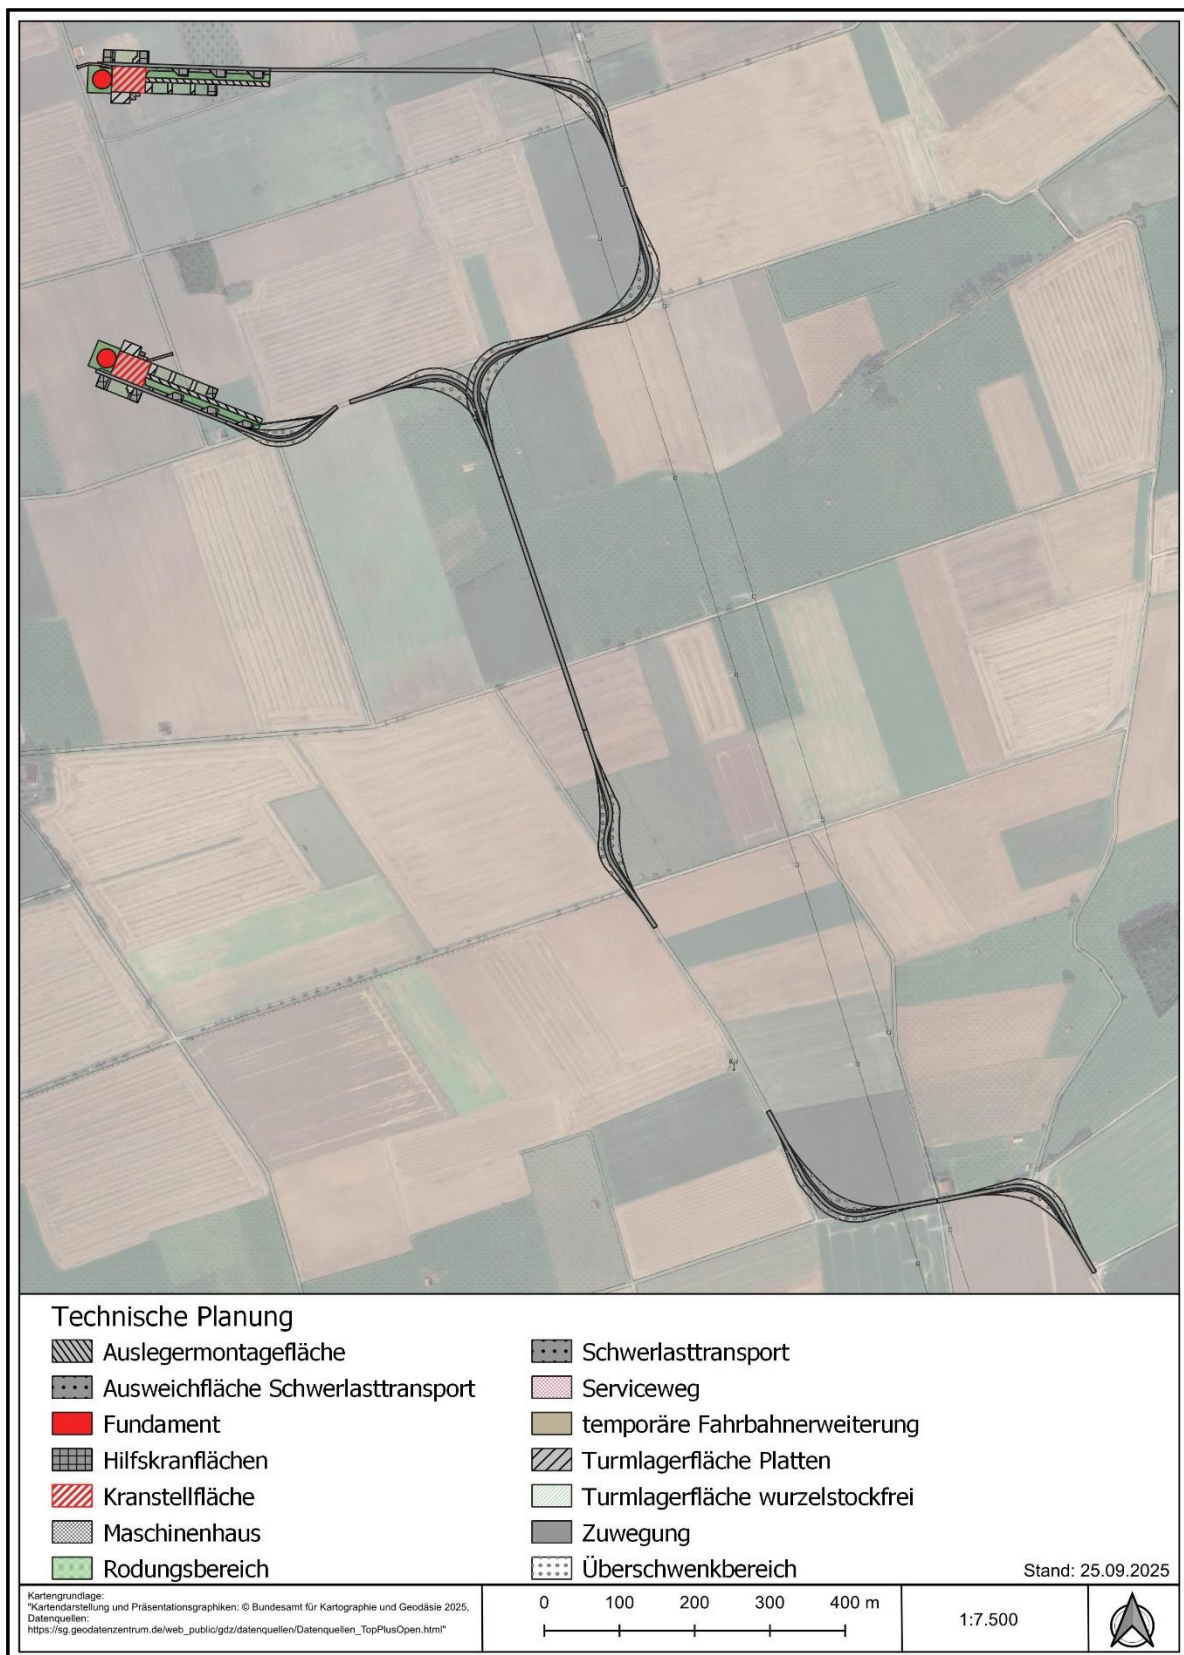 Technische Planung
Auslegermontagefläche
Ausweichfläche Schwerlasttransport
Fundament
Hilfskranflächen
Kranstellfläche
Maschinenhaus
Rodungsbereich
Schwerlasttransport
Serviceweg
temporäre Fahrbahnerweiterung
Turmlagerfläche Platten
Turmlagerfläche wurzelstockfrei
Zuwegung
Überschwenkbereich
Stand: 25.09.2025
Kartengrundlage:
"Kartendarstellung und Präsentationsgraphiken: © Bundesamt für Kartographie und Geodäsie 2025,
Datenquellen:
https://sg.geodatenzentrum.de/web_public/gdz/datenquellen/Datenquellen_TopPlusOpen.html"
0 100 200 300 400 m
1:7.500